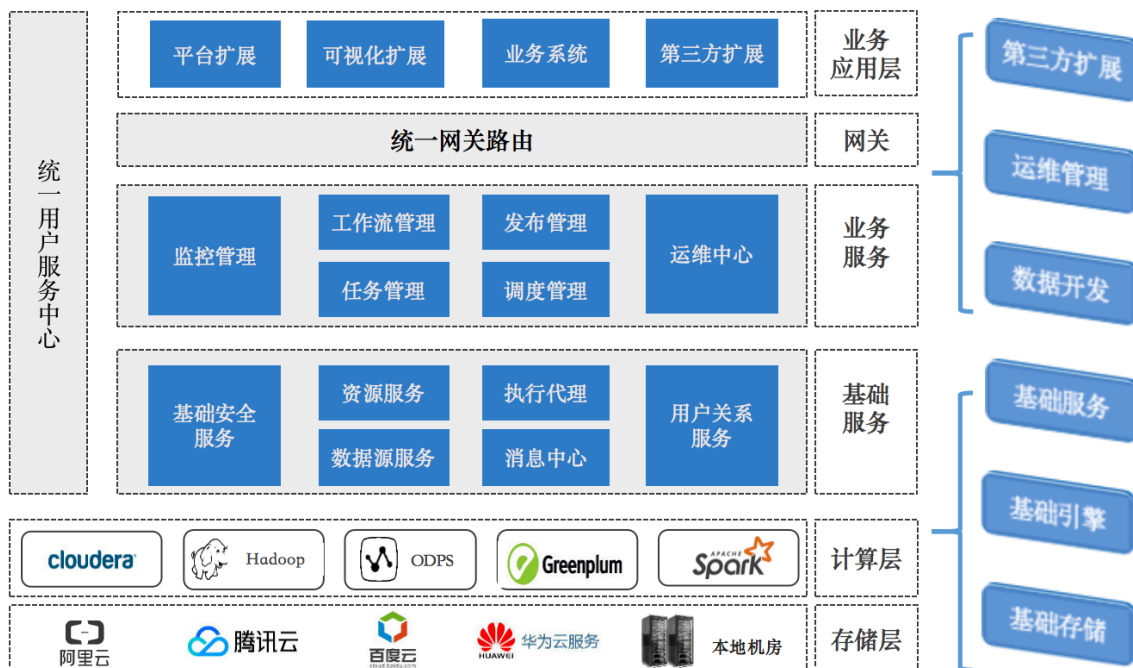 平台扩展
可视化扩展
业务系统
第三方扩展
业务
应用层
统一网关路由
网关
统一用户服务中心
监控管理
工作流管理
发布管理
任务管理
调度管理
运维中心
业务
服务
基础安全
服务
资源服务
执行代理
数据源服务
消息中心
用户关系
服务
基础
服务
cloudera
Hadoop
ODPS
Greenplum
APACHE
Spark
计算层
阿里云
腾讯云
百度云
cloud.baidu.com
HUAWEI
华为云服务
本地机房
存储层
第三方扩展
运维管理
数据开发
基础服务
基础引擎
基础存储